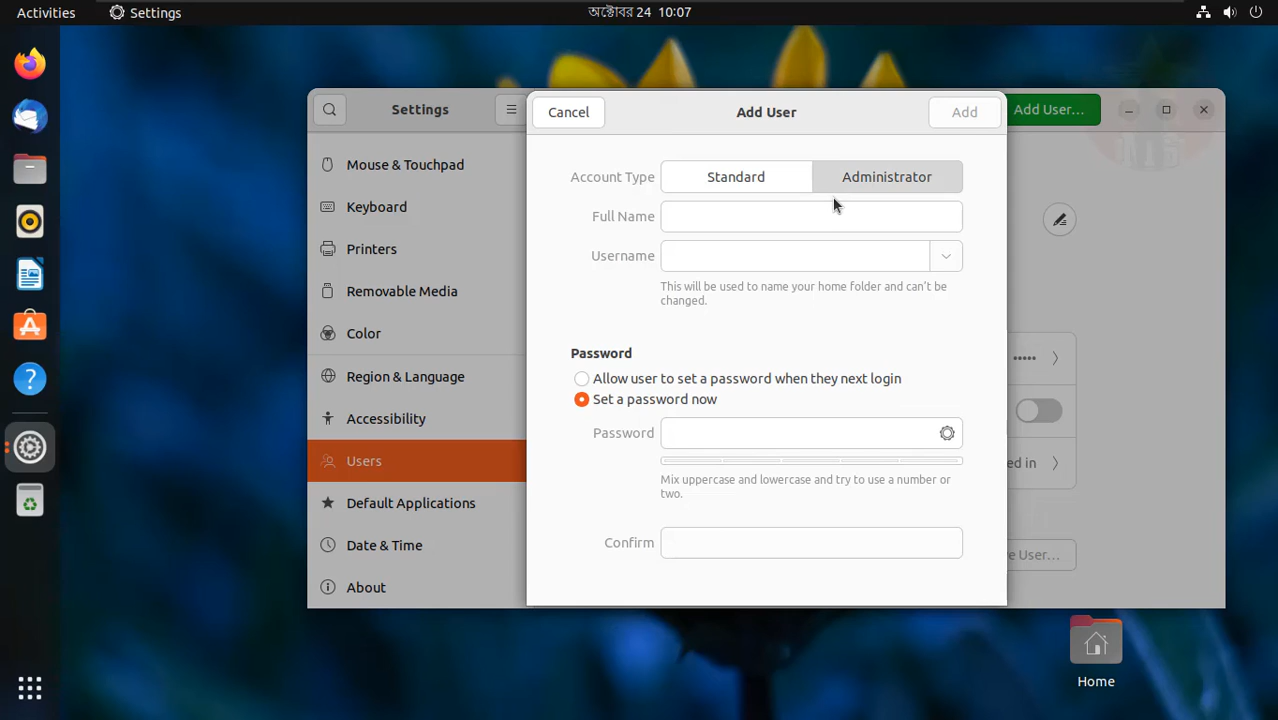 Activities
Settings
অক্টোবর 24 10:07
Settings
Cancel
Add User
Add
Add User...
Mouse & Touchpad
Keyboard
Printers
Removable Media
Color
Region & Language
Accessibility
Users
Default Applications
Date & Time
About
Account Type
Standard
Administrator
Full Name
Username
This will be used to name your home folder and can't be
changed.
Password
Allow user to set a password when they next login
Set a password now
Password
Mix uppercase and lowercase and try to use a number or
two.
Confirm
•••••
ed in
User...
Home